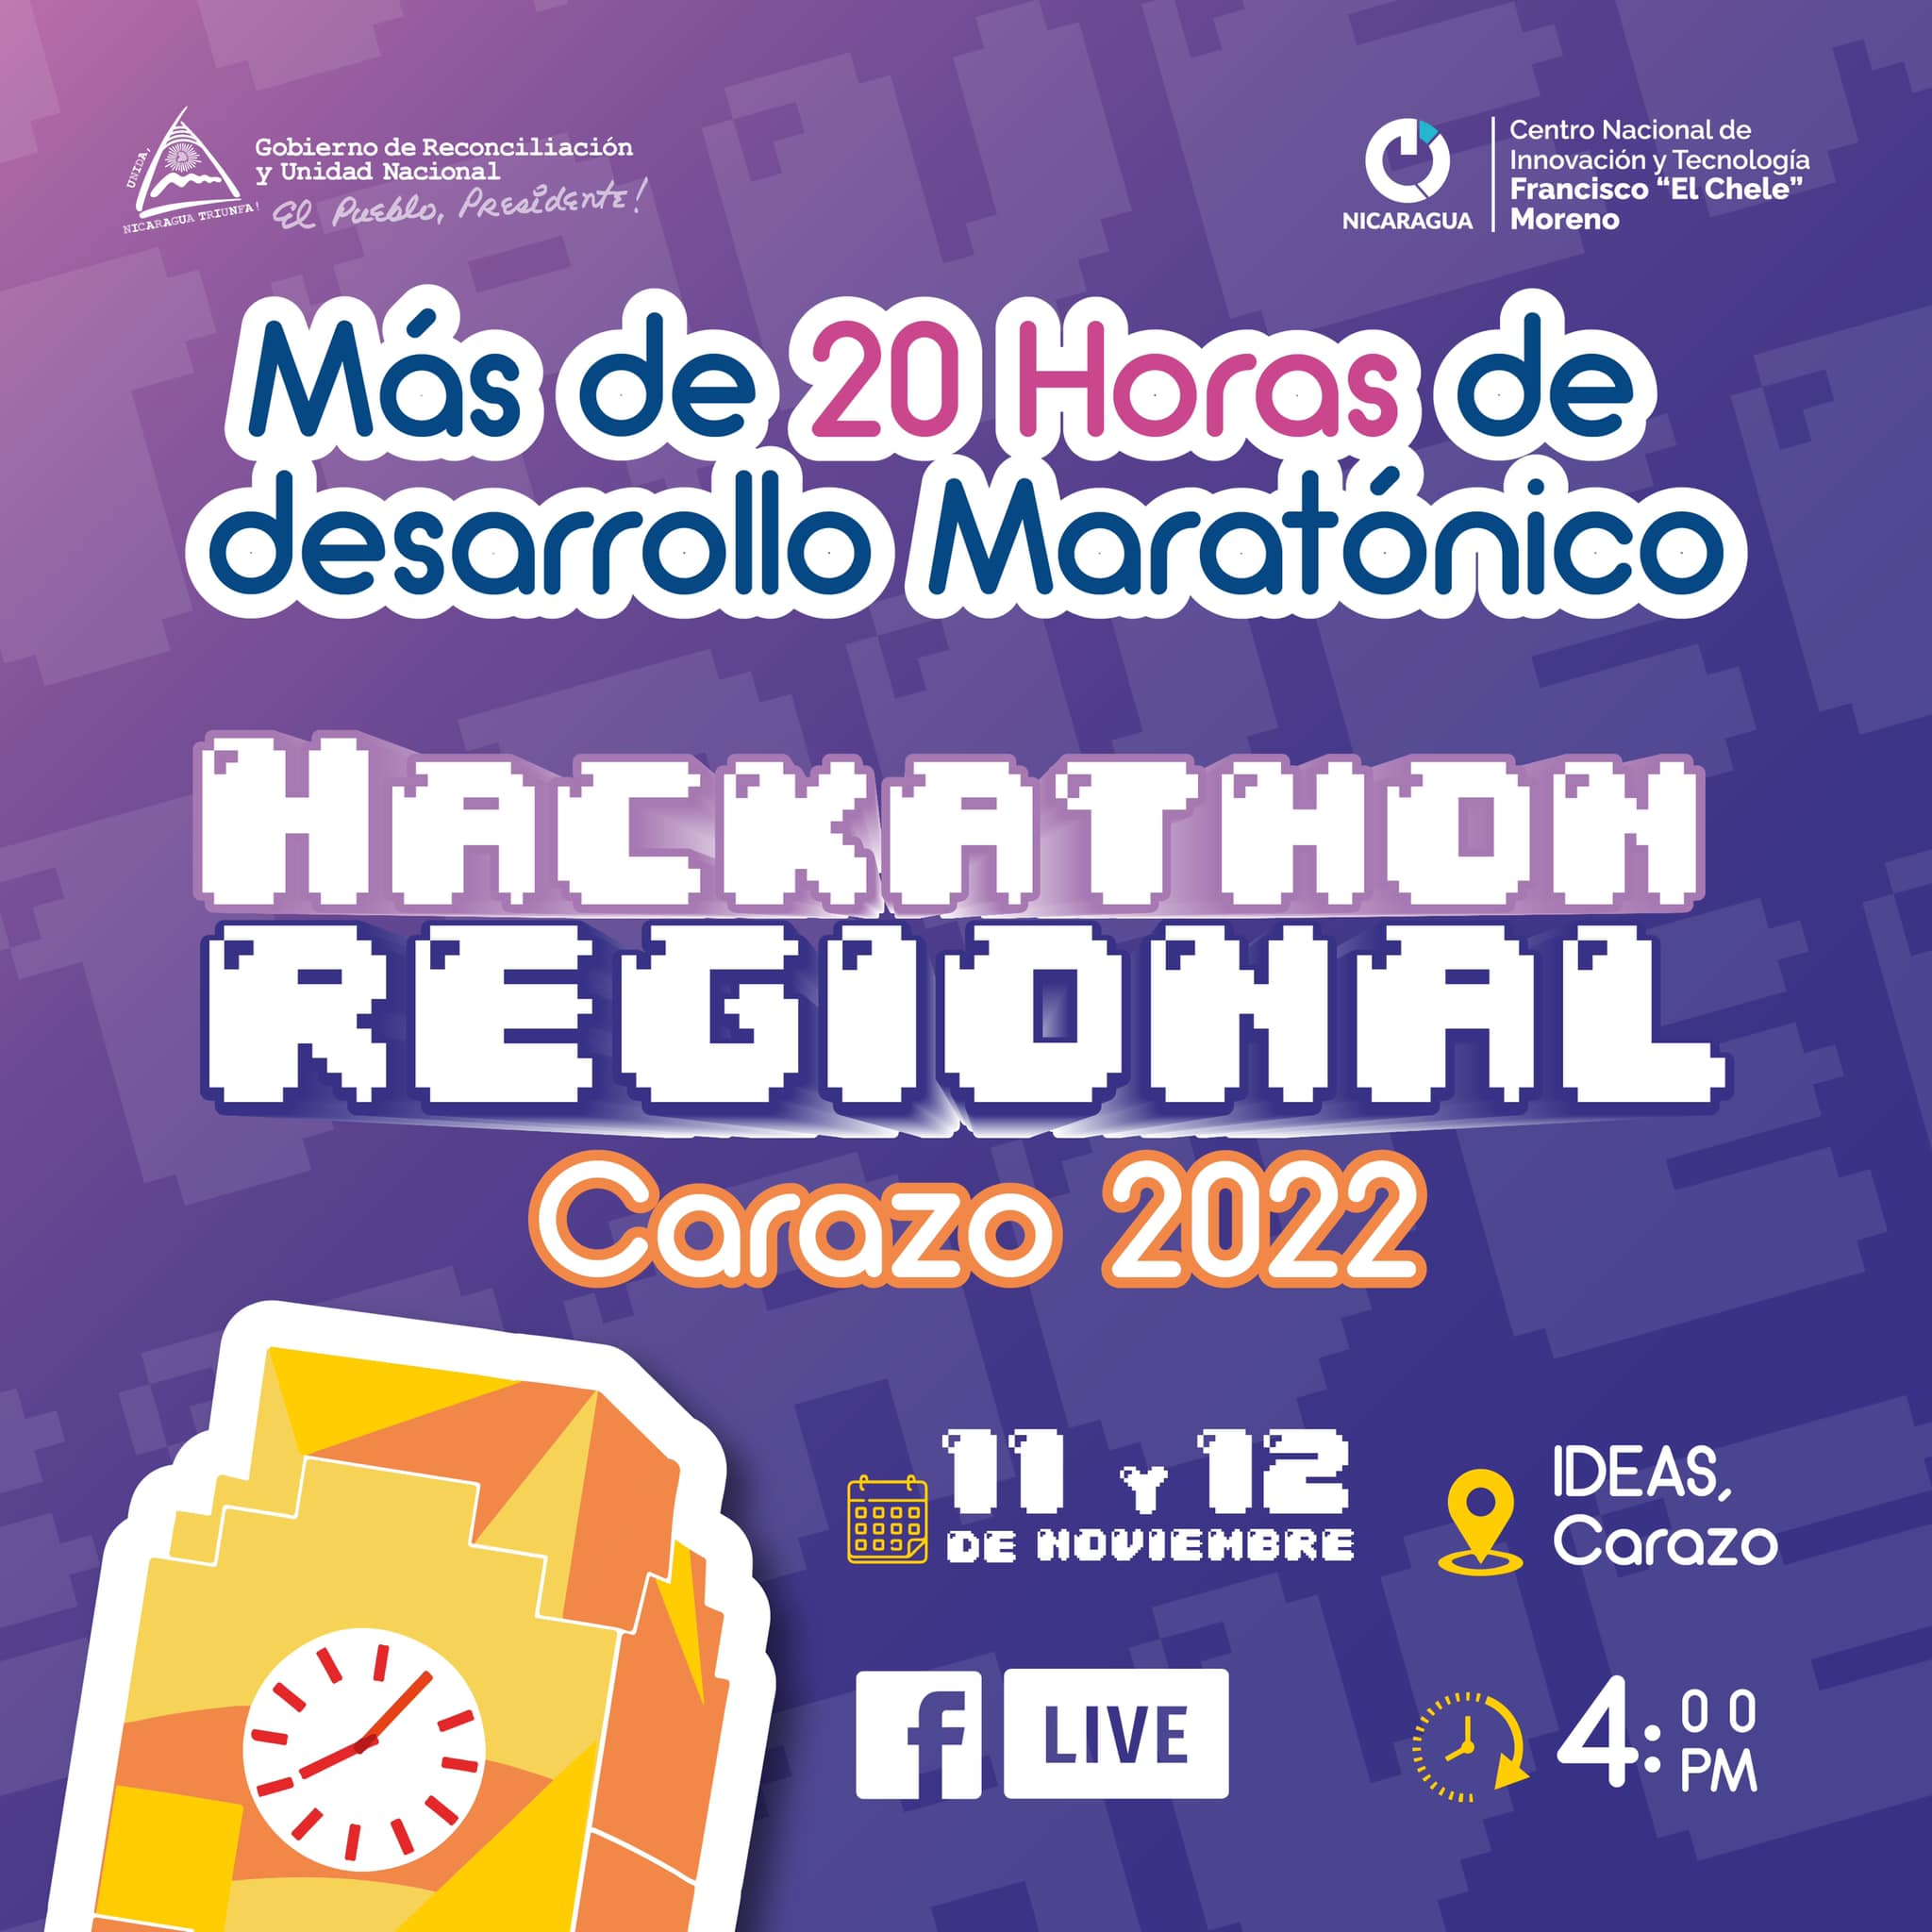 UNIDA,
NICARAGUA TRIUNFA!
Gobierno de Reconciliación
y Unidad Nacional
El Pueblo, Presidente!
NICARAGUA
Centro Nacional de
Innovación y Tecnología
Francisco “El Chele”
Moreno
Más de 20 Horas de
desarrollo Maratónico
HACKATHON
REGIONAL
Carazo 2022
11 Y 12
DE NOVIEMBRE
IDEAS,
Carazo
f LIVE
4:00
PM